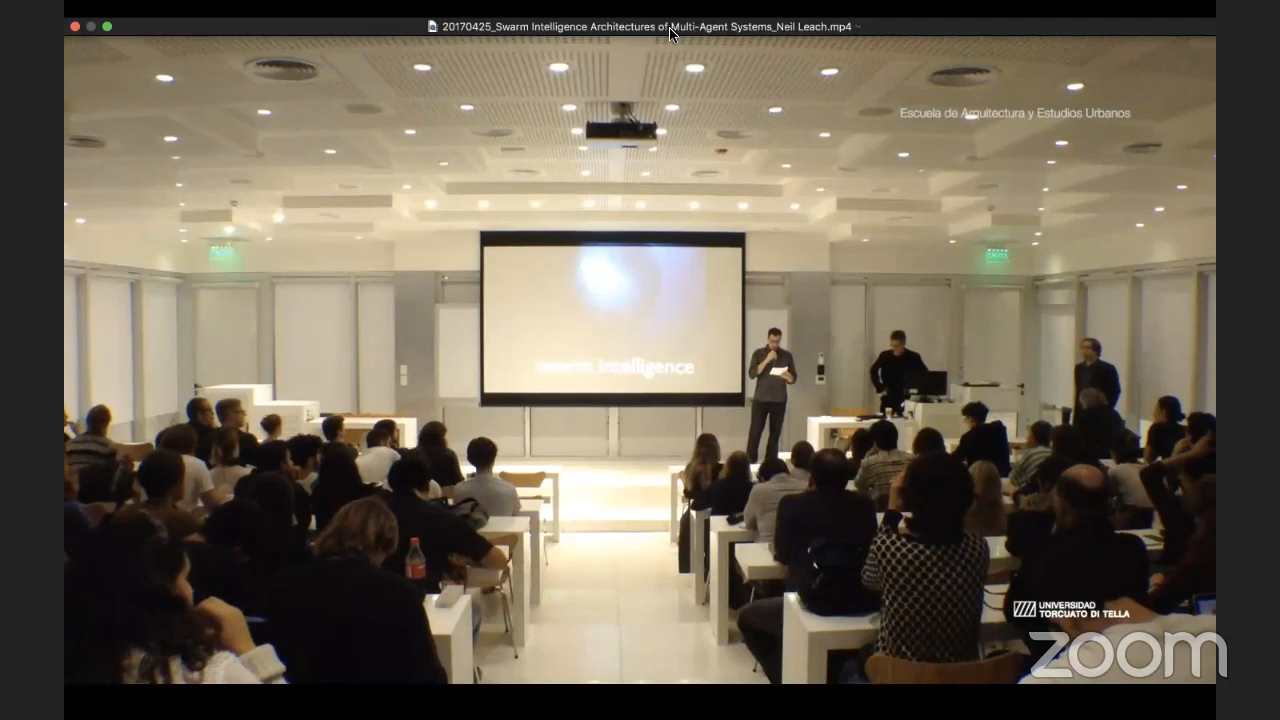 20170425_Swarm Intelligence Architectures of Multi-Agent Systems_Neil Leach.mp4
Escuela de Arquitectura y Estudios Urbanos
swarm intelligence
UNIVERSIDAD
TORCUATO DI TELLA
zoom